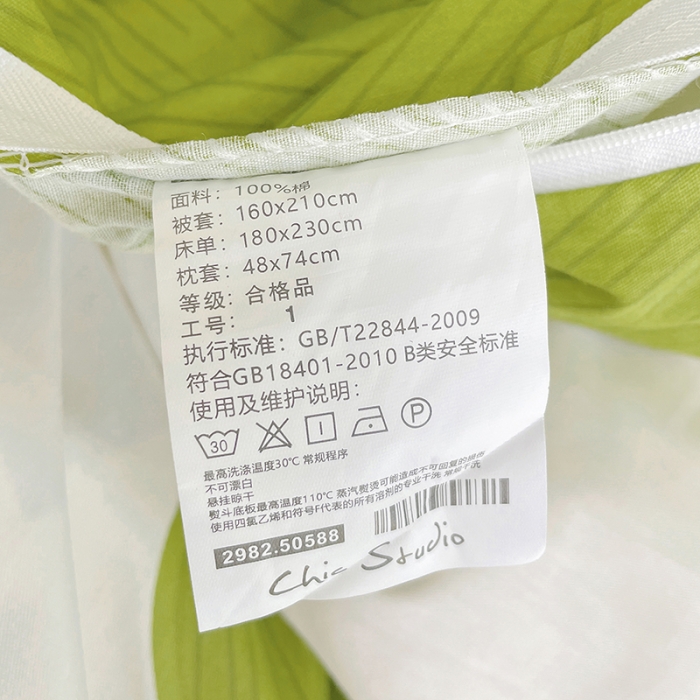 面料：100%棉
被套：160x210cm
床单：180x230cm
枕套：48x74cm
等级：合格品
工号： 1
执行标准：GB/T22844-2009
符合GB18401-2010 B类安全标准
使用及维护说明：
30 P
最高洗涤温度30℃ 常规程序
不可漂白
悬挂晾干
熨斗底板最高温度110℃ 蒸汽熨烫可能造成不可回复的损伤
使用四氯乙烯和符号F代表的所有溶剂的专业干洗 常规干洗
2982.50588
Chic Studio